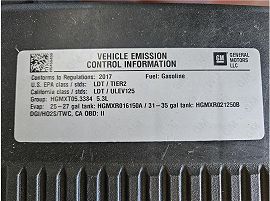 VEHICLE EMISSION
CONTROL INFORMATION
GM
GENERAL
MOTORS
LLC
Conforms to Regulations: 2017 Fuel: Gasoline
U.S. EPA class / stds: LDT / TIER2
California class / stds: LDT / ULEV125
Group: HGMXT05.3384 5.3L
Evap: 25-27 gal tank: HGMXR016150A / 31-35 gal tank: HGMXR021250B
DGI/HO2S/TWC, CA OBD: II